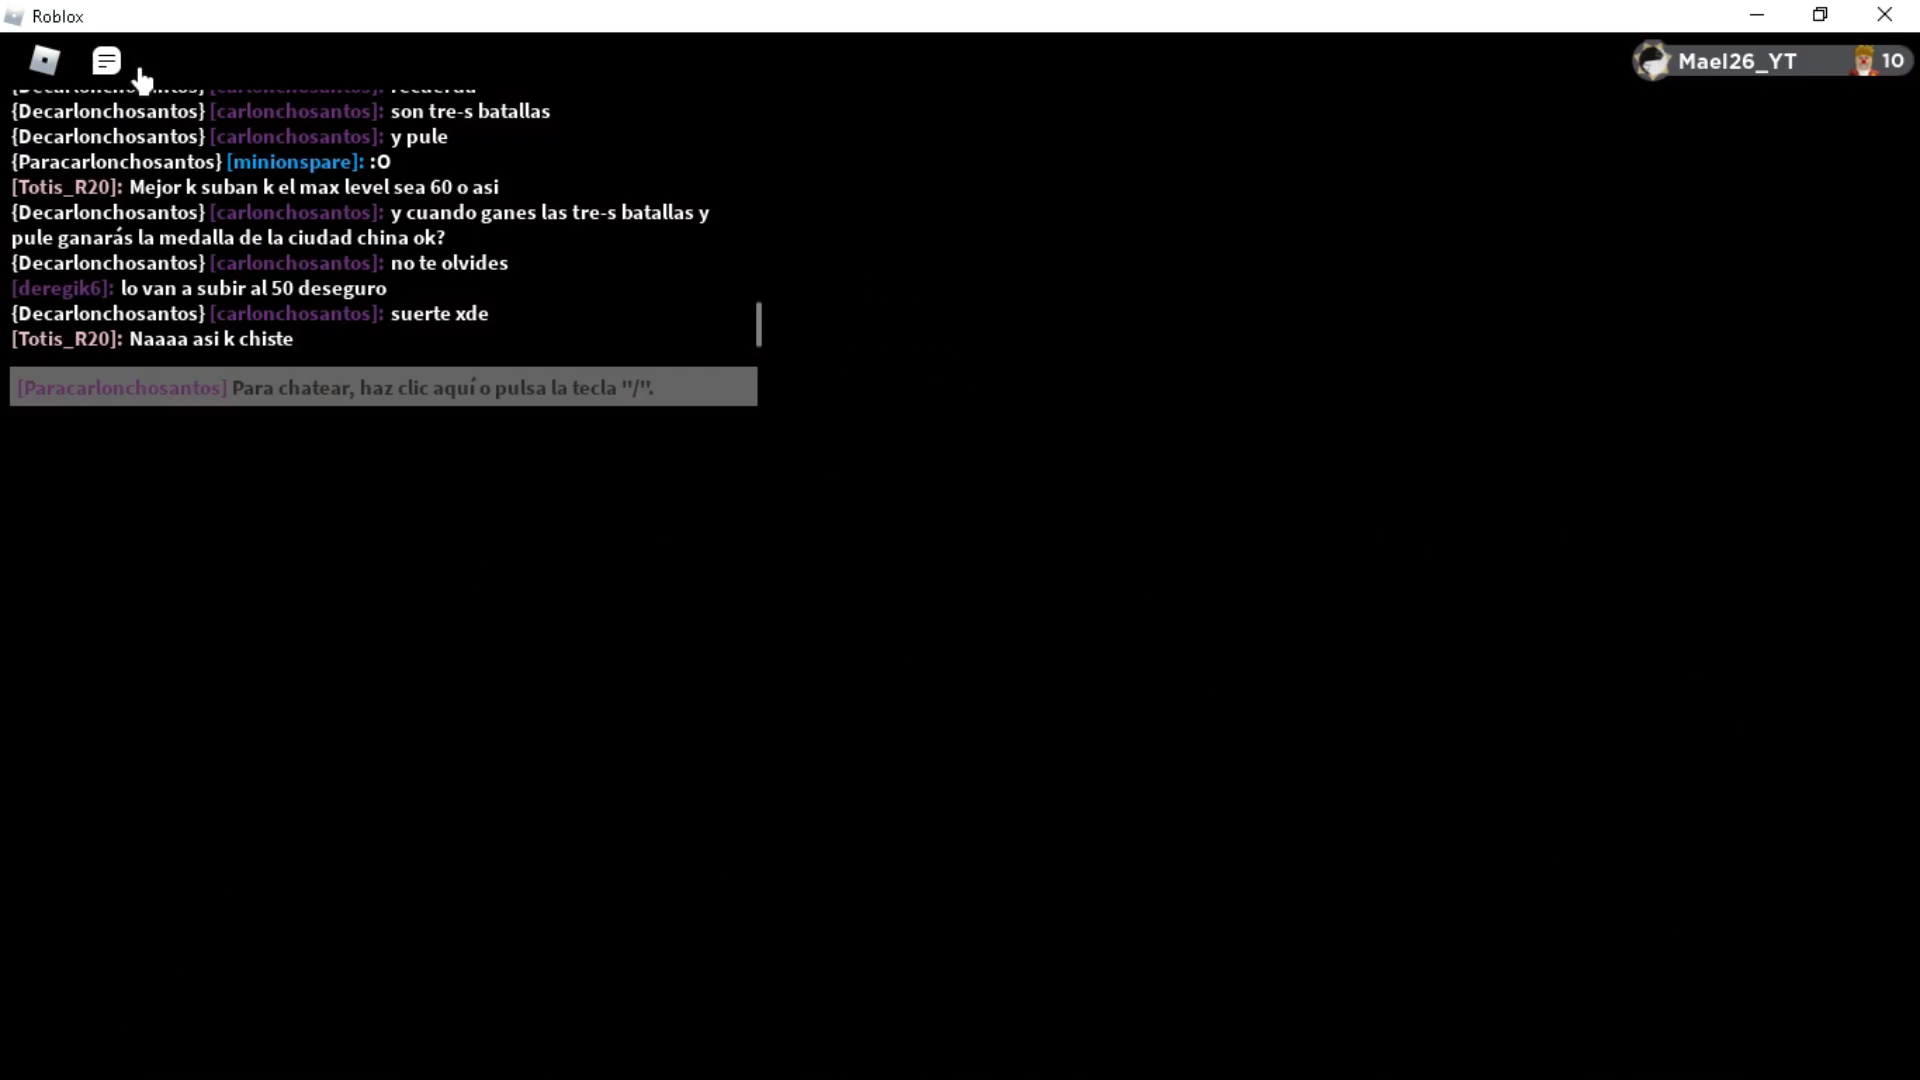 Roblox
Mael26_YT 10
{Decarlonchosantos} [carlonchosantos]: recuerda
{Decarlonchosantos} [carlonchosantos]: son tre-s batallas
{Decarlonchosantos} [carlonchosantos]: y pule
{Paracarlonchosantos} [minionspare]: :O
[Totis_R20]: Mejor k suban k el max level sea 60 o asi
{Decarlonchosantos} [carlonchosantos]: y cuando ganes las tre-s batallas y
pule ganarás la medalla de la ciudad china ok?
{Decarlonchosantos} [carlonchosantos]: no te olvides
[deregik6]: lo van a subir al 50 deseguro
{Decarlonchosantos} [carlonchosantos]: suerte xde
[Totis_R20]: Naaaa asi k chiste
[Paracarlonchosantos] Para chatear, haz clic aquí o pulsa la tecla "/".